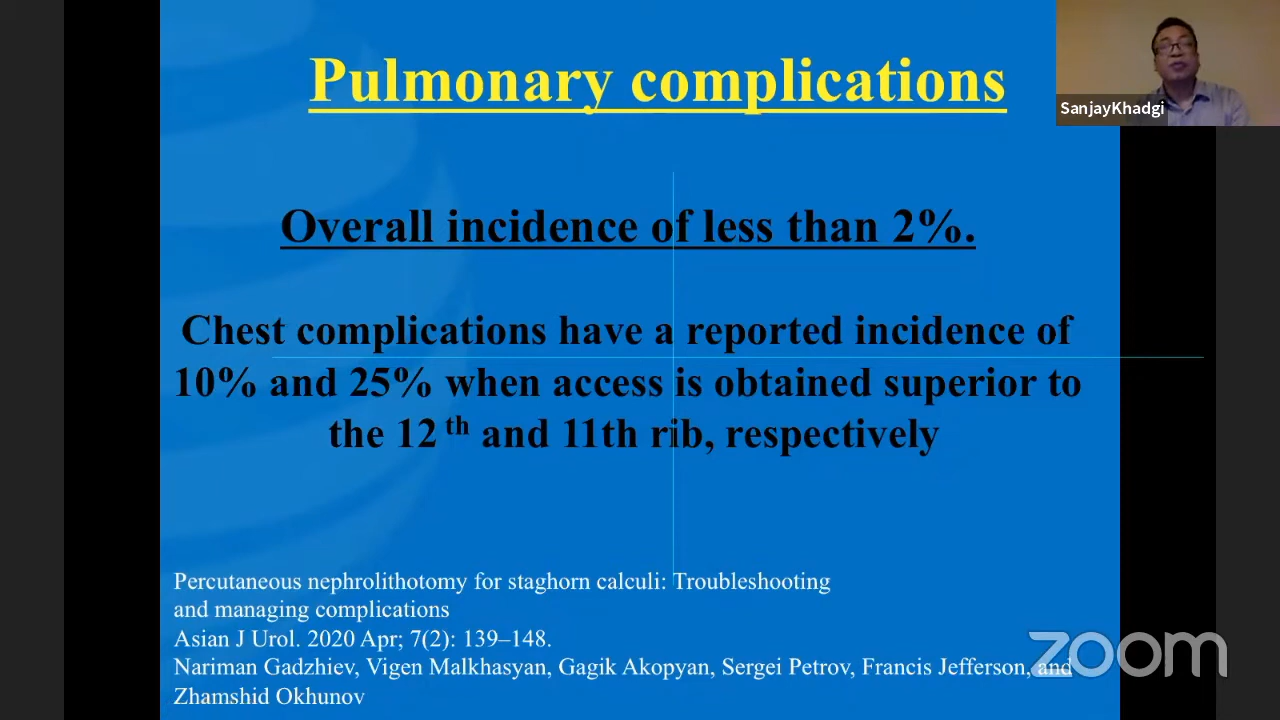 Pulmonary complications
SanjayKhadgi
Overall incidence of less than 2%.
Chest complications have a reported incidence of
10% and 25% when access is obtained superior to
the 12 th and 11th rib, respectively
Percutaneous nephrolithotomy for staghorn calculi: Troubleshooting
and managing complications
Asian J Urol. 2020 Apr; 7(2): 139–148.
Nariman Gadzhiev, Vigen Malkhasyan, Gagik Akopyan, Sergei Petrov, Francis Jefferson, and
Zhamshid Okhunov
zoom